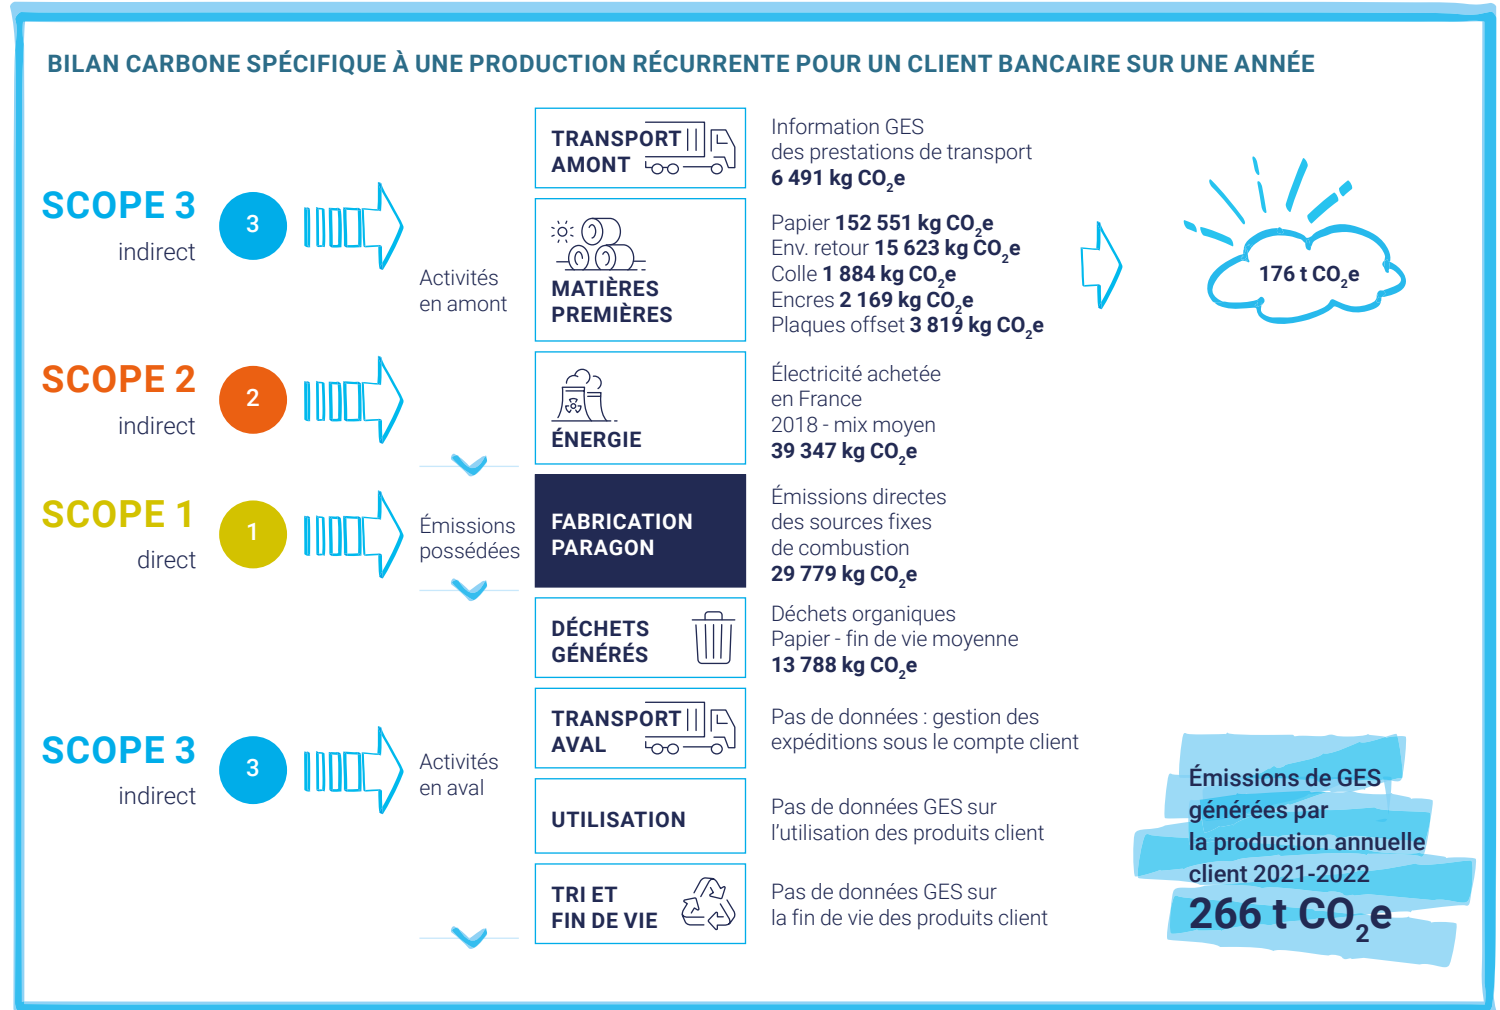 BILAN CARBONE SPÉCIFIQUE À UNE PRODUCTION RÉCURRENTE POUR UN CLIENT BANCAIRE SUR UNE ANNÉE
SCOPE 3
indirect
3
Activités
en amont
TRANSPORT
AMONT
Information GES
des prestations de transport
6 491 kg CO₂e
MATIÈRES
PREMIÈRES
Papier 152 551 kg CO₂e
Env. retour 15 623 kg CO₂e
Colle 1 884 kg CO₂e
Encres 2 169 kg CO₂e
Plaques offset 3 819 kg CO₂e
176 t CO₂e
SCOPE 2
indirect
2
ÉNERGIE
Électricité achetée
en France
2018 - mix moyen
39 347 kg CO₂e
SCOPE 1
direct
1
Émissions
possédées
FABRICATION
PARAGON
Émissions directes
des sources fixes
de combustion
29 779 kg CO₂e
DÉCHETS
GÉNÉRÉS
Déchets organiques
Papier - fin de vie moyenne
13 788 kg CO₂e
SCOPE 3
indirect
3
Activités
en aval
TRANSPORT
AVAL
Pas de données : gestion des
expéditions sous le compte client
UTILISATION
Pas de données GES sur
l'utilisation des produits client
TRI ET
FIN DE VIE
Pas de données GES sur
la fin de vie des produits client
Émissions de GES
générées par
la production annuelle
client 2021-2022
266 t CO₂e